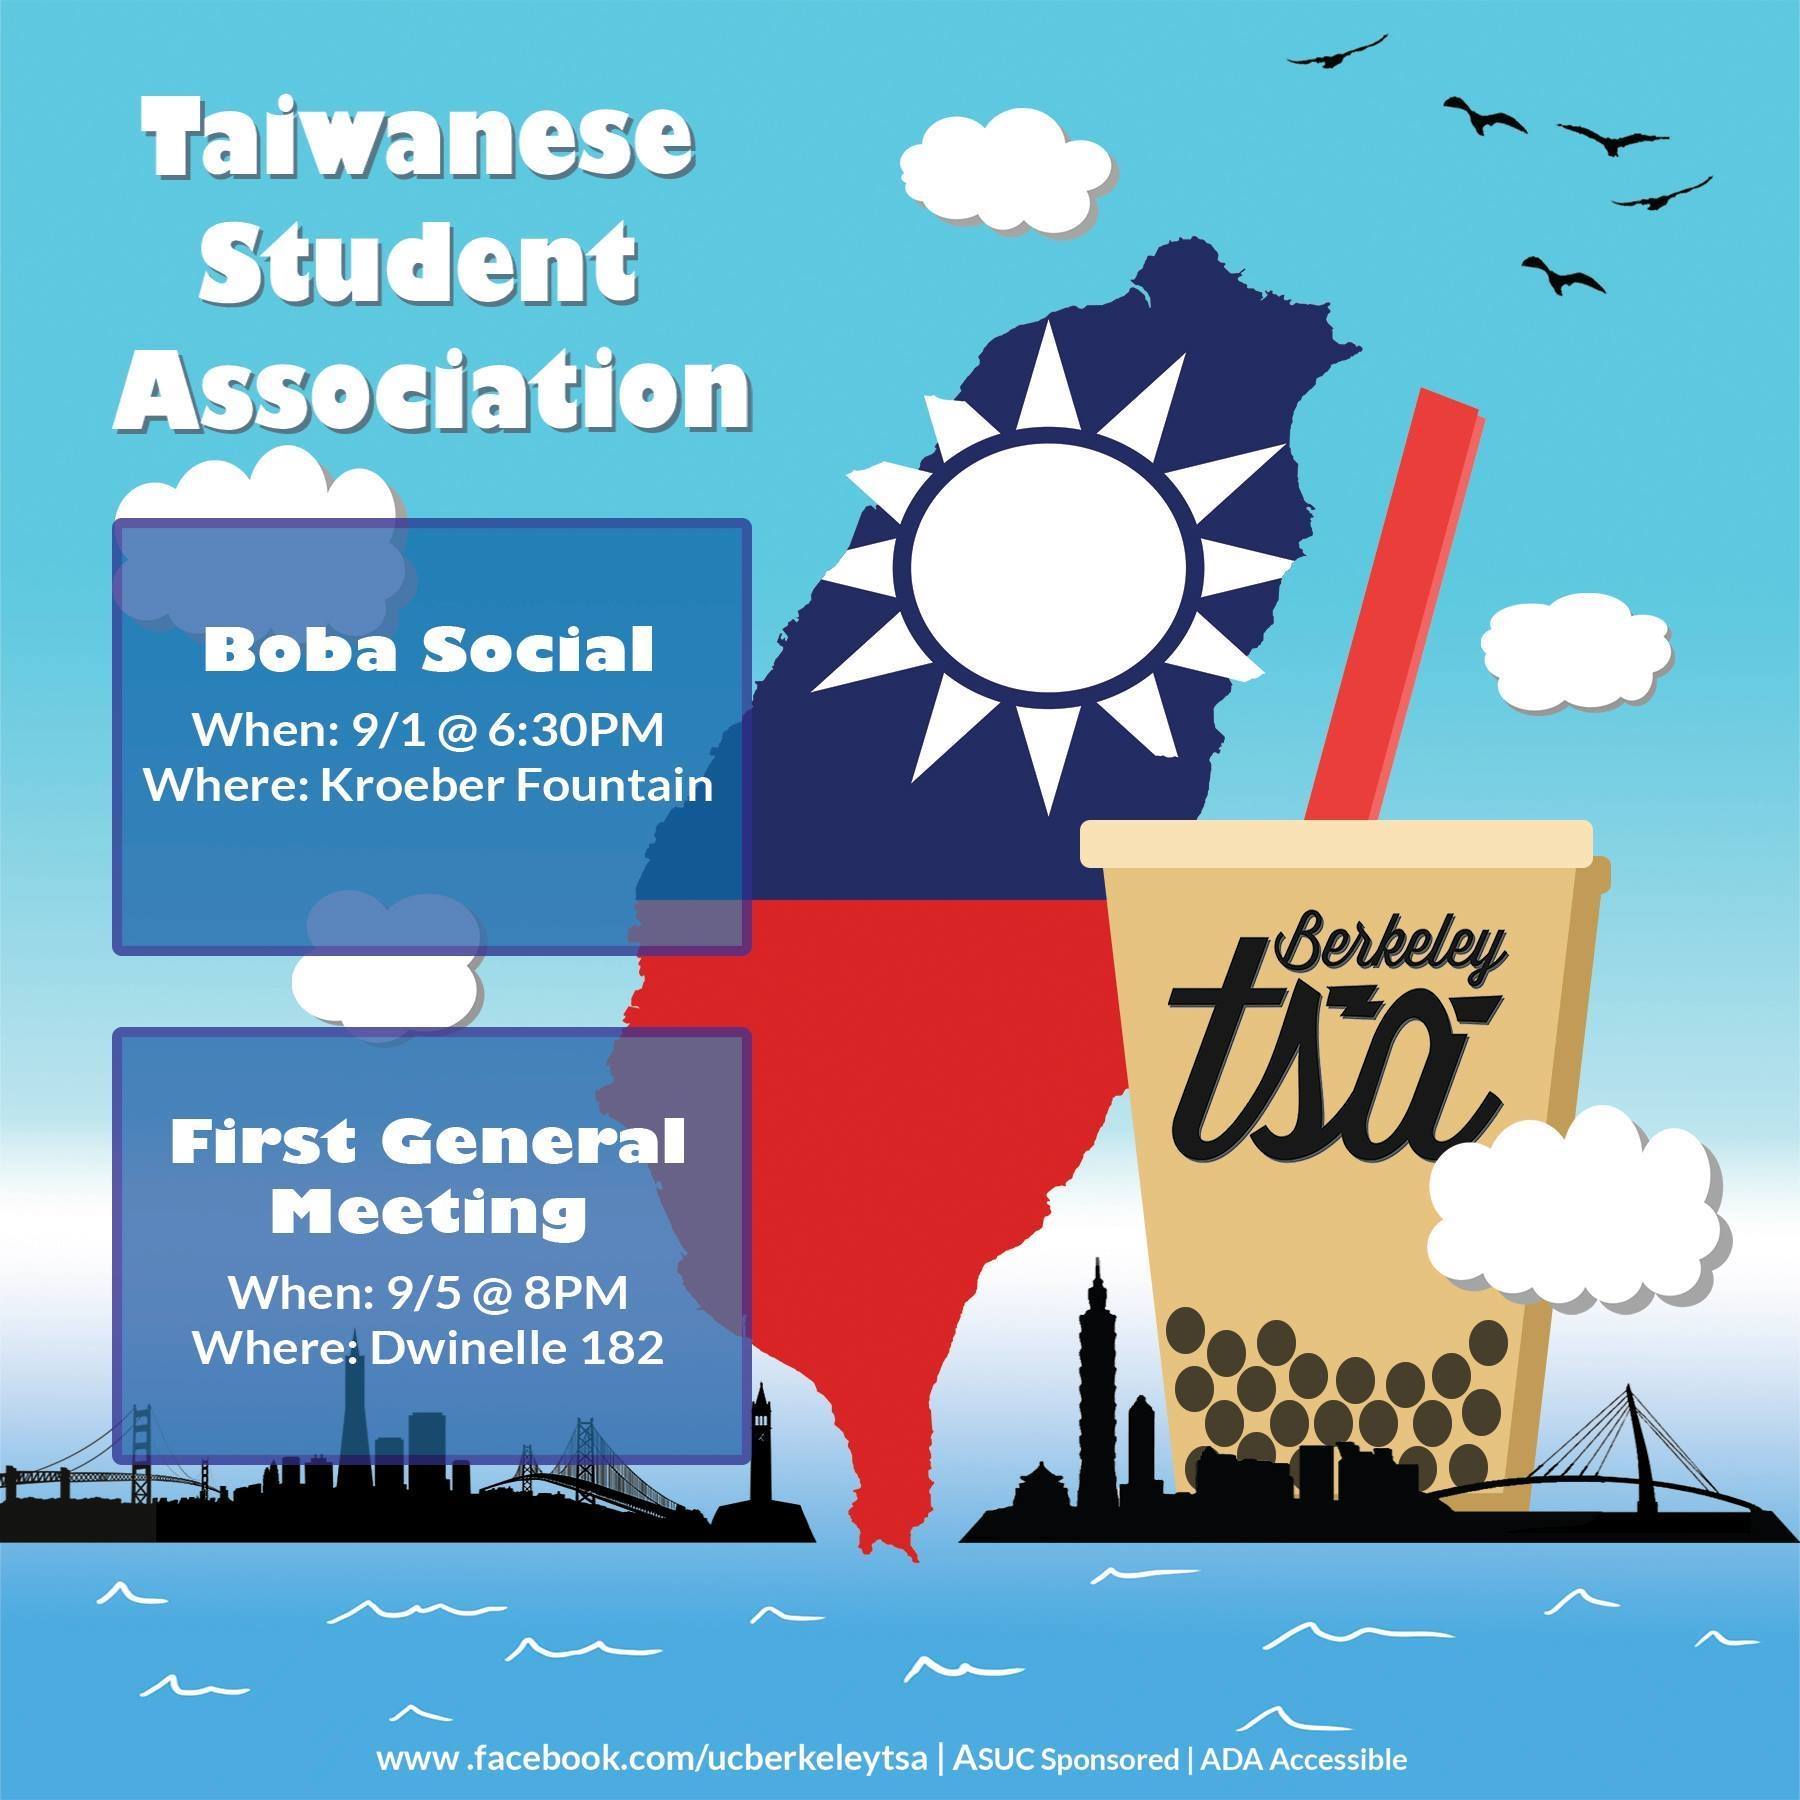 Taiwanese
Student
Association
Boba Social
When: 9/1 @ 6:30PM
Where: Kroeber Fountain
First General
Meeting
When: 9/5 @ 8PM
Where: Dwinelle 182
Berkeley
tsa
www .facebook.com/ucberkeleytsa | ASUC Sponsored | ADA Accessible